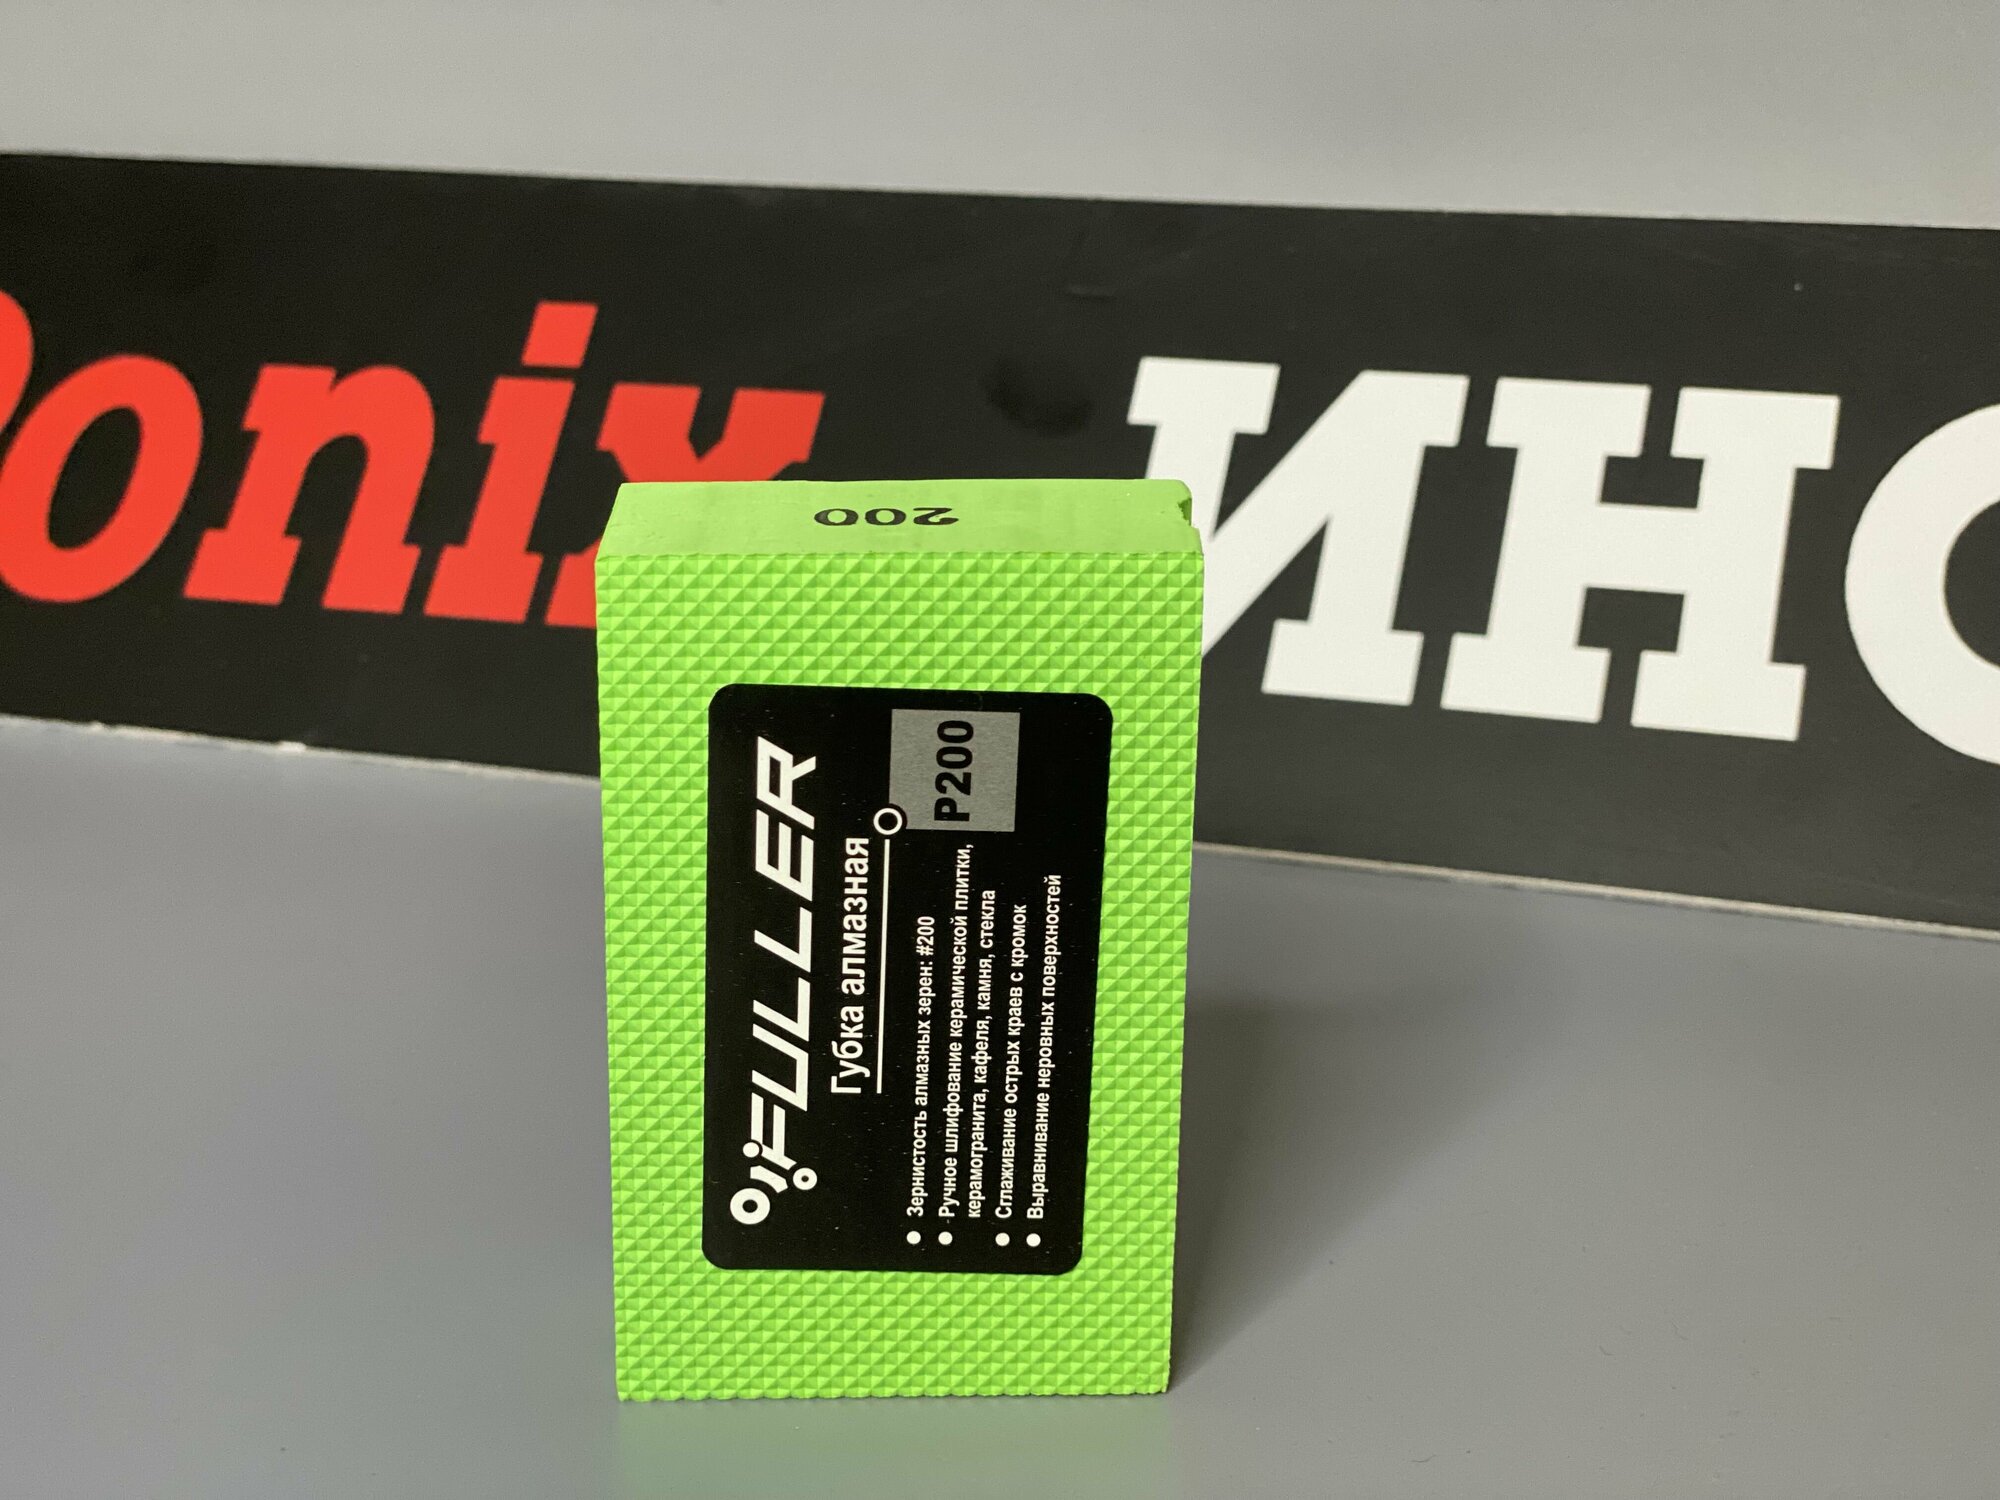 Ronix
ИНС
200
FULLER
Губка алмазная
P200
Зернистость алмазных зерен: #200
Ручное шлифование керамической плитки,
керамогранита, кафеля, камня, стекла
Сглаживание острых краев с кромок
Выравнивание неровных поверхностей